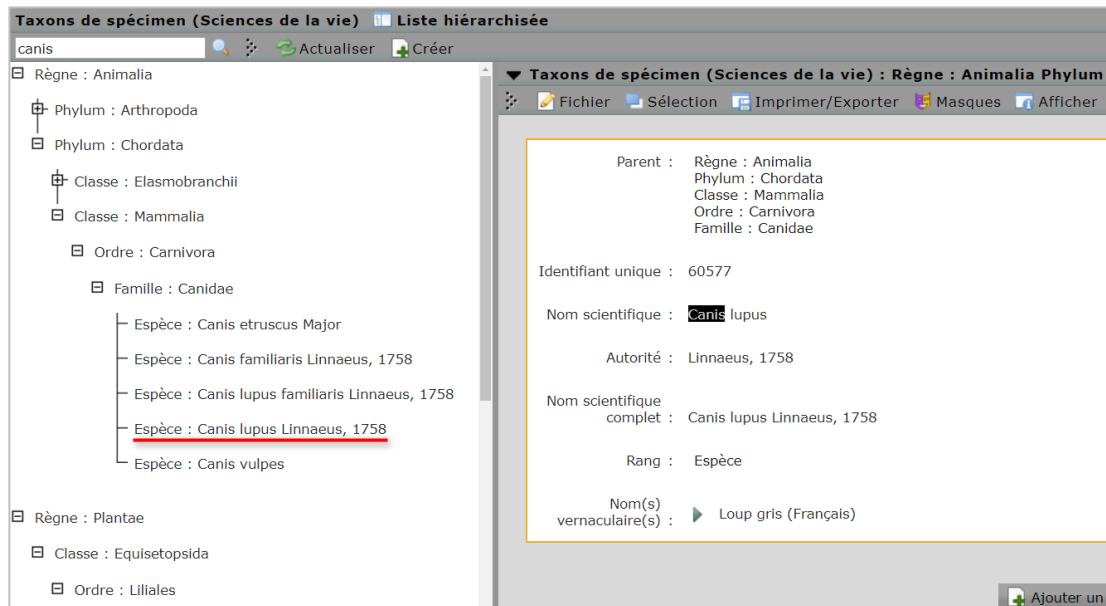 Taxons de spécimen (Sciences de la vie) Liste hiérarchisée
canis Actualiser Créer
Règne : Animalia
Phylum : Arthropoda
Phylum : Chordata
Classe : Elasmobranchii
Classe : Mammalia
Ordre : Carnivora
Famille : Canidae
Espèce : Canis etruscus Major
Espèce : Canis familiaris Linnaeus, 1758
Espèce : Canis lupus familiaris Linnaeus, 1758
Espèce : Canis lupus Linnaeus, 1758
Espèce : Canis vulpes
Règne : Plantae
Classe : Equisetopsida
Ordre : Liliales
Taxons de spécimen (Sciences de la vie) : Règne : Animalia Phylum
Fichier Sélection Imprimer/Exporter Masques Afficher
Parent : Règne : Animalia
Phylum : Chordata
Classe : Mammalia
Ordre : Carnivora
Famille : Canidae
Identifiant unique : 60577
Nom scientifique : Canis lupus
Autorité : Linnaeus, 1758
Nom scientifique
complet : Canis lupus Linnaeus, 1758
Rang : Espèce
Nom(s)
vernaculaire(s) : Loup gris (Français)
Ajouter un